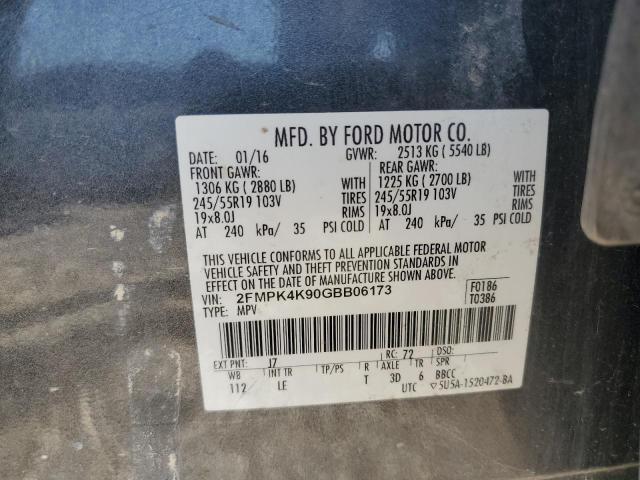 MFD. BY FORD MOTOR CO.
DATE: 01/16 GVWR: 2513 KG ( 5540 LB)
FRONT GAWR: REAR GAWR:
1306 KG ( 2880 LB) WITH 1225 KG ( 2700 LB) WITH
245/55R19 103V TIRES 245/55R19 103V TIRES
19x8.0J RIMS 19x8.0J RIMS
AT 240 kPa/ 35 PSI COLD AT 240 kPa/ 35 PSI COLD
THIS VEHICLE CONFORMS TO ALL APPLICABLE FEDERAL MOTOR
VEHICLE SAFETY AND THEFT PREVENTION STANDARDS IN
EFFECT ON THE DATE OF MANUFACTURE SHOWN ABOVE.
VIN: 2FMPK4K90GBB06173 F0186
TYPE: MPV T0386
EXT PNT: J7 RC: 72 DSO:
WB INT TR TP/PS R AXLE TR SPR
112 LE T 3D 6 BBCC
UTC ▽5U5A-1520472-BA